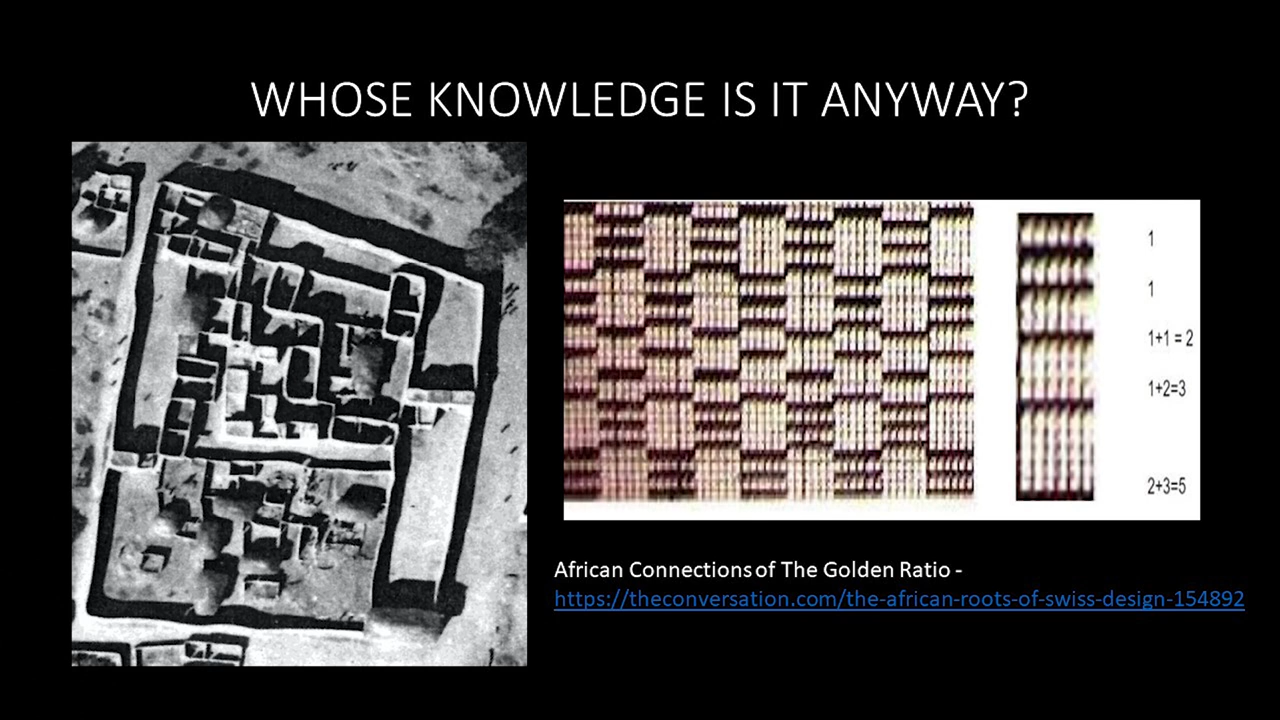 WHOSE KNOWLEDGE IS IT ANYWAY?
1
1
1+1 = 2
1+2=3
2+3=5
African Connections of The Golden Ratio -
https://theconversation.com/the-african-roots-of-swiss-design-154892